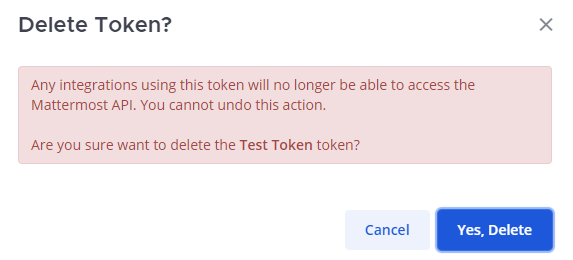 Delete Token?
Any integrations using this token will no longer be able to access the
Mattermost API. You cannot undo this action.
Are you sure want to delete the Test Token token?
Cancel
Yes, Delete